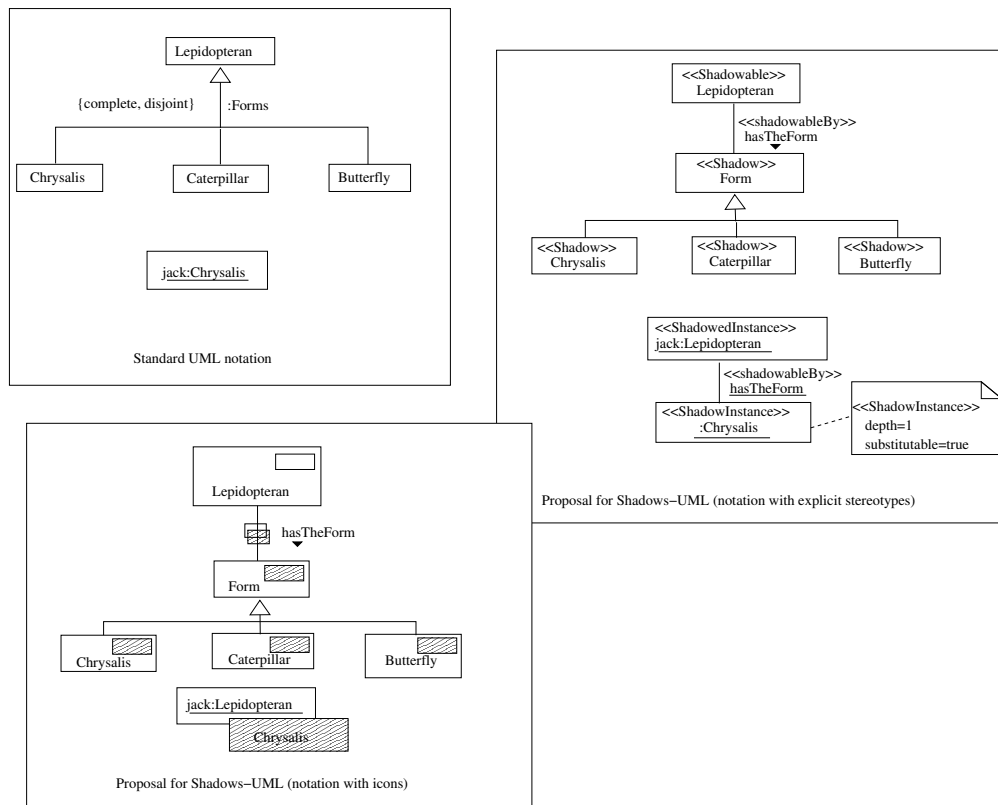 Lepidopteran
{complete, disjoint}
:Forms
Chrysalis
Caterpillar
Butterfly
jack:Chrysalis
Standard UML notation
<<Shadowable>>
Lepidopteran
<<shadowableBy>>
hasTheForm
<<Shadow>>
Form
<<Shadow>>
Chrysalis
<<Shadow>>
Caterpillar
<<Shadow>>
Butterfly
<<ShadowedInstance>>
jack:Lepidopteran
<<shadowableBy>>
hasTheForm
<<ShadowInstance>>
:Chrysalis
<<ShadowInstance>>
depth=1
substitutable=true
Proposal for Shadows−UML (notation with explicit stereotypes)
Lepidopteran
hasTheForm
Form
Chrysalis
Caterpillar
Butterfly
jack:Lepidopteran
Chrysalis
Proposal for Shadows−UML (notation with icons)